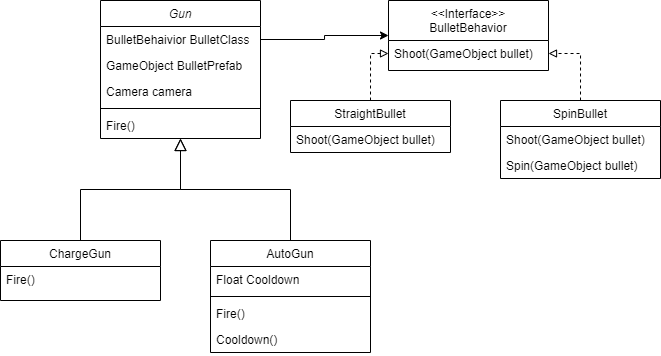 Gun
BulletBehaivior BulletClass
GameObject BulletPrefab
Camera camera
Fire()
<<Interface>>
BulletBehavior
Shoot(GameObject bullet)
StraightBullet
Shoot(GameObject bullet)
SpinBullet
Shoot(GameObject bullet)
Spin(GameObject bullet)
ChargeGun
Fire()
AutoGun
Float Cooldown
Fire()
Cooldown()